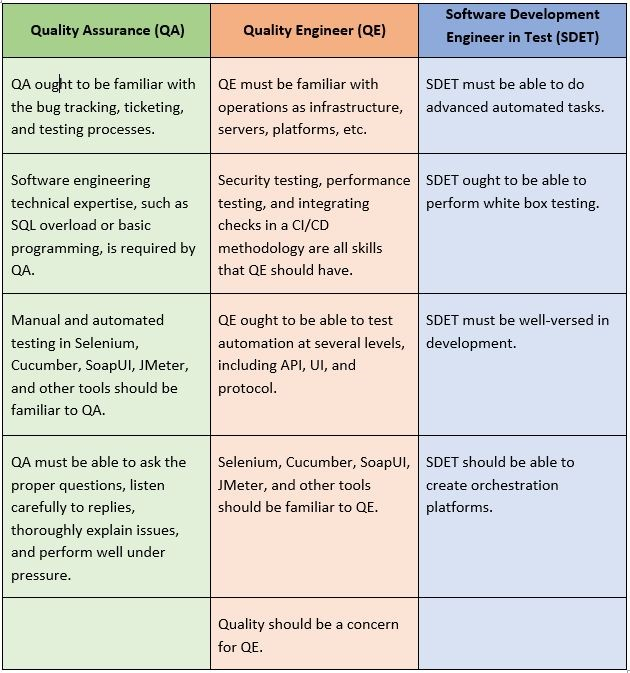 Quality Assurance (QA)
Quality Engineer (QE)
Software Development
Engineer in Test (SDET)
QA ought to be familiar with
the bug tracking, ticketing,
and testing processes.
QE must be familiar with
operations as infrastructure,
servers, platforms, etc.
SDET must be able to do
advanced automated tasks.
Software engineering
technical expertise, such as
SQL overload or basic
programming, is required by
QA.
Security testing, performance
testing, and integrating
checks in a CI/CD
methodology are all skills
that QE should have.
SDET ought to be able to
perform white box testing.
Manual and automated
testing in Selenium,
Cucumber, SoapUI, JMeter,
and other tools should be
familiar to QA.
QE ought to be able to test
automation at several levels,
including API, UI, and
protocol.
SDET must be well-versed in
development.
QA must be able to ask the
proper questions, listen
carefully to replies,
thoroughly explain issues,
and perform well under
pressure.
Selenium, Cucumber, SoapUI,
JMeter, and other tools
should be familiar to QE.
SDET should be able to
create orchestration
platforms.
Quality should be a concern
for QE.